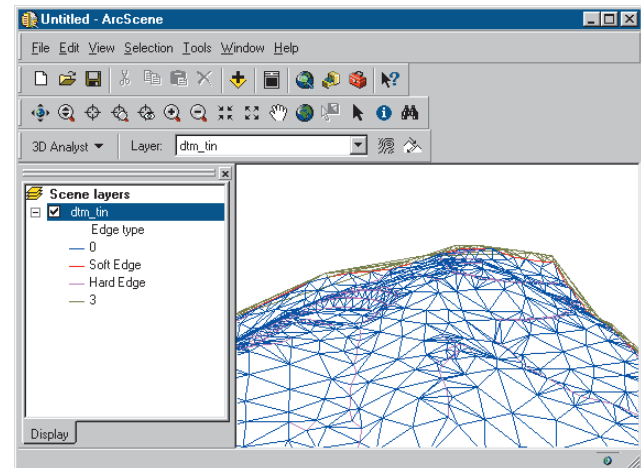 Untitled - ArcScene
File Edit View Selection Tools Window Help
3D Analyst Layer: dtm_tin
Scene layers
dtm_tin
Edge type
0
Soft Edge
Hard Edge
3
Display